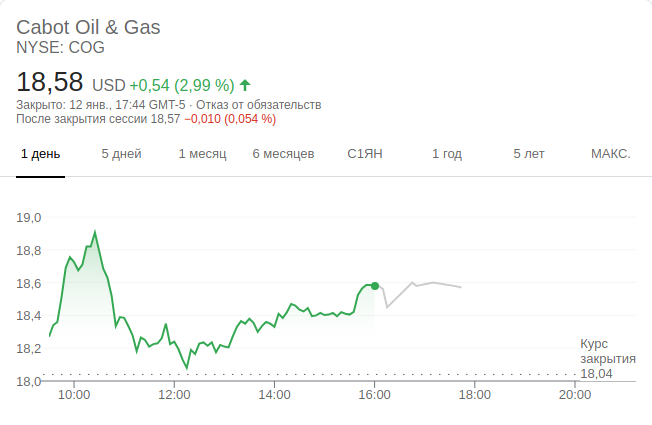 Cabot Oil & Gas
NYSE: COG
18,58 USD +0,54 (2,99 %)
Закрыто: 12 янв., 17:44 GMT-5 · Отказ от обязательств
После закрытия сессии 18,57 −0,010 (0,054 %)
1 день 5 дней 1 месяц 6 месяцев С1ЯН 1 год 5 лет МАКС.
19,0
18,8
18,6
18,4
18,2
18,0
Курс
закрытия
18,04
10:00 12:00 14:00 16:00 18:00 20:00